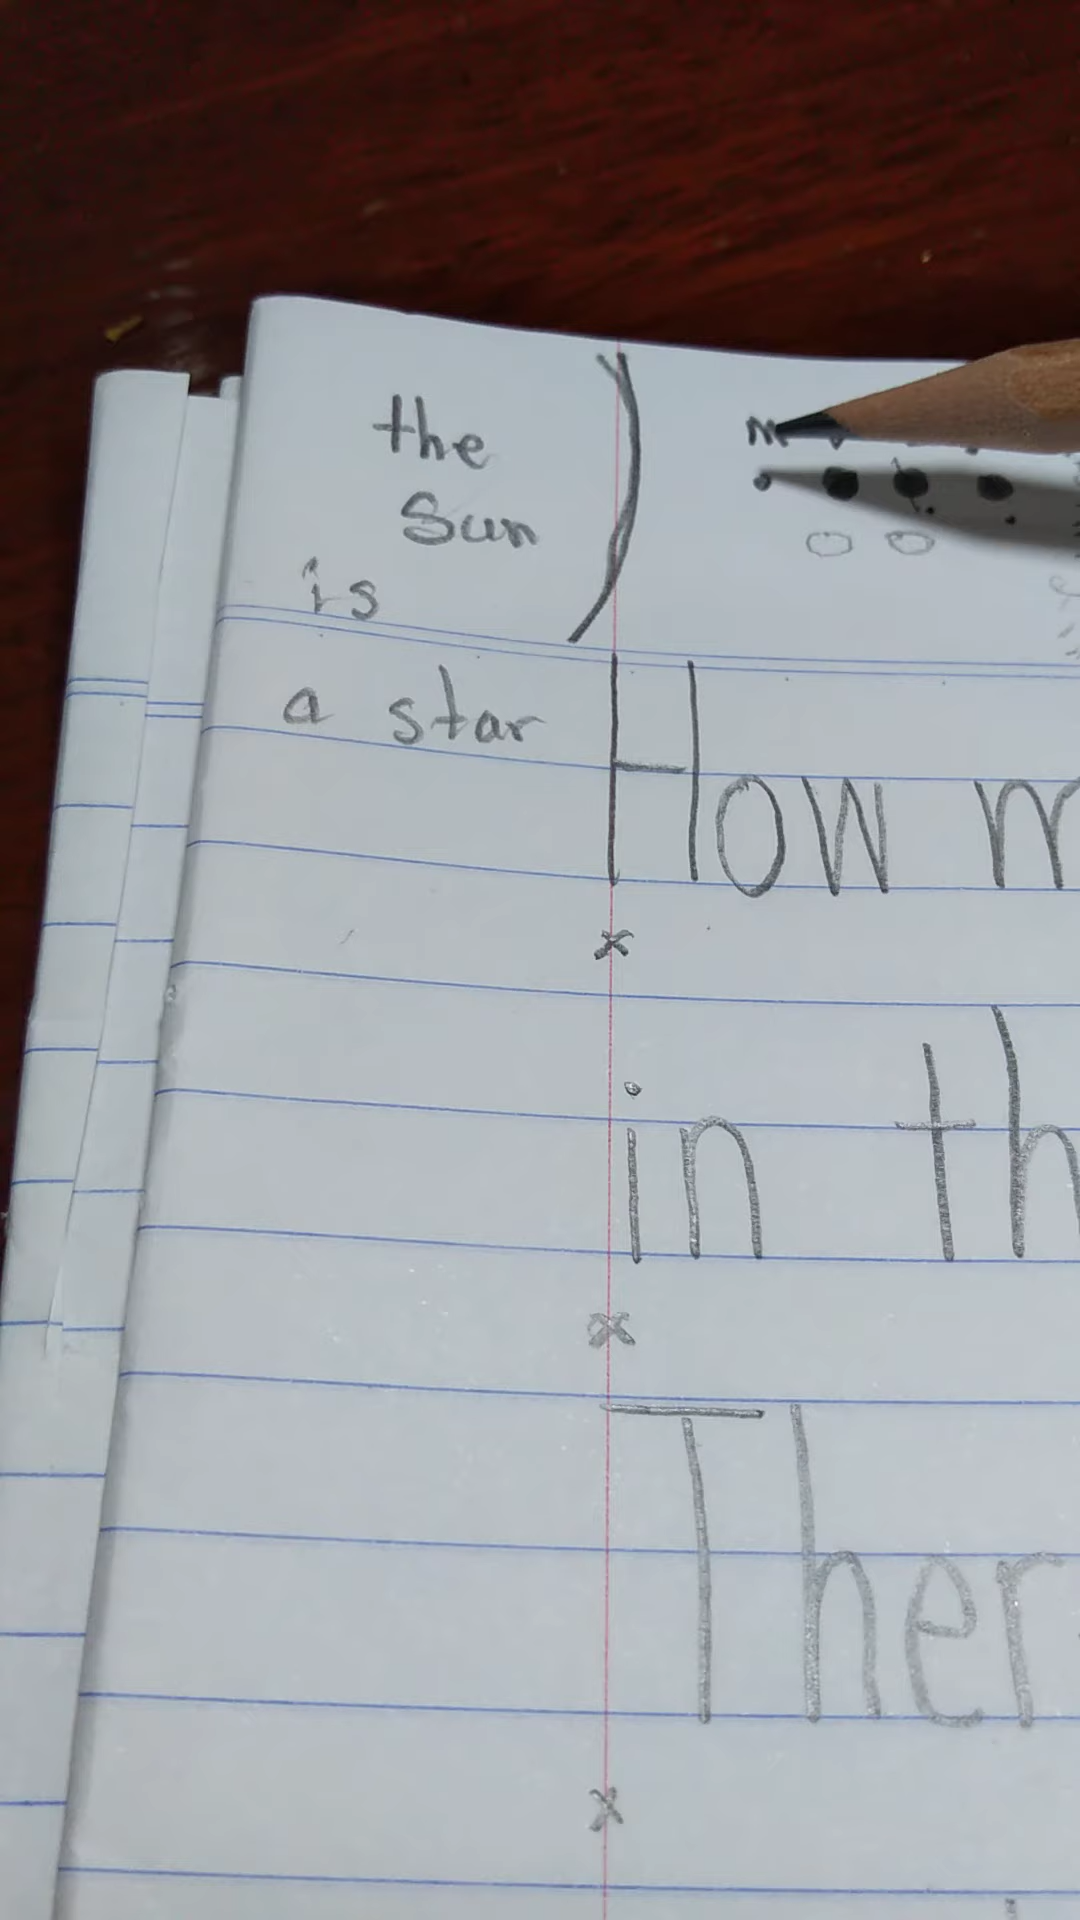 the
Sun
is
a star
m
How m
in th
x
Ther
x
x